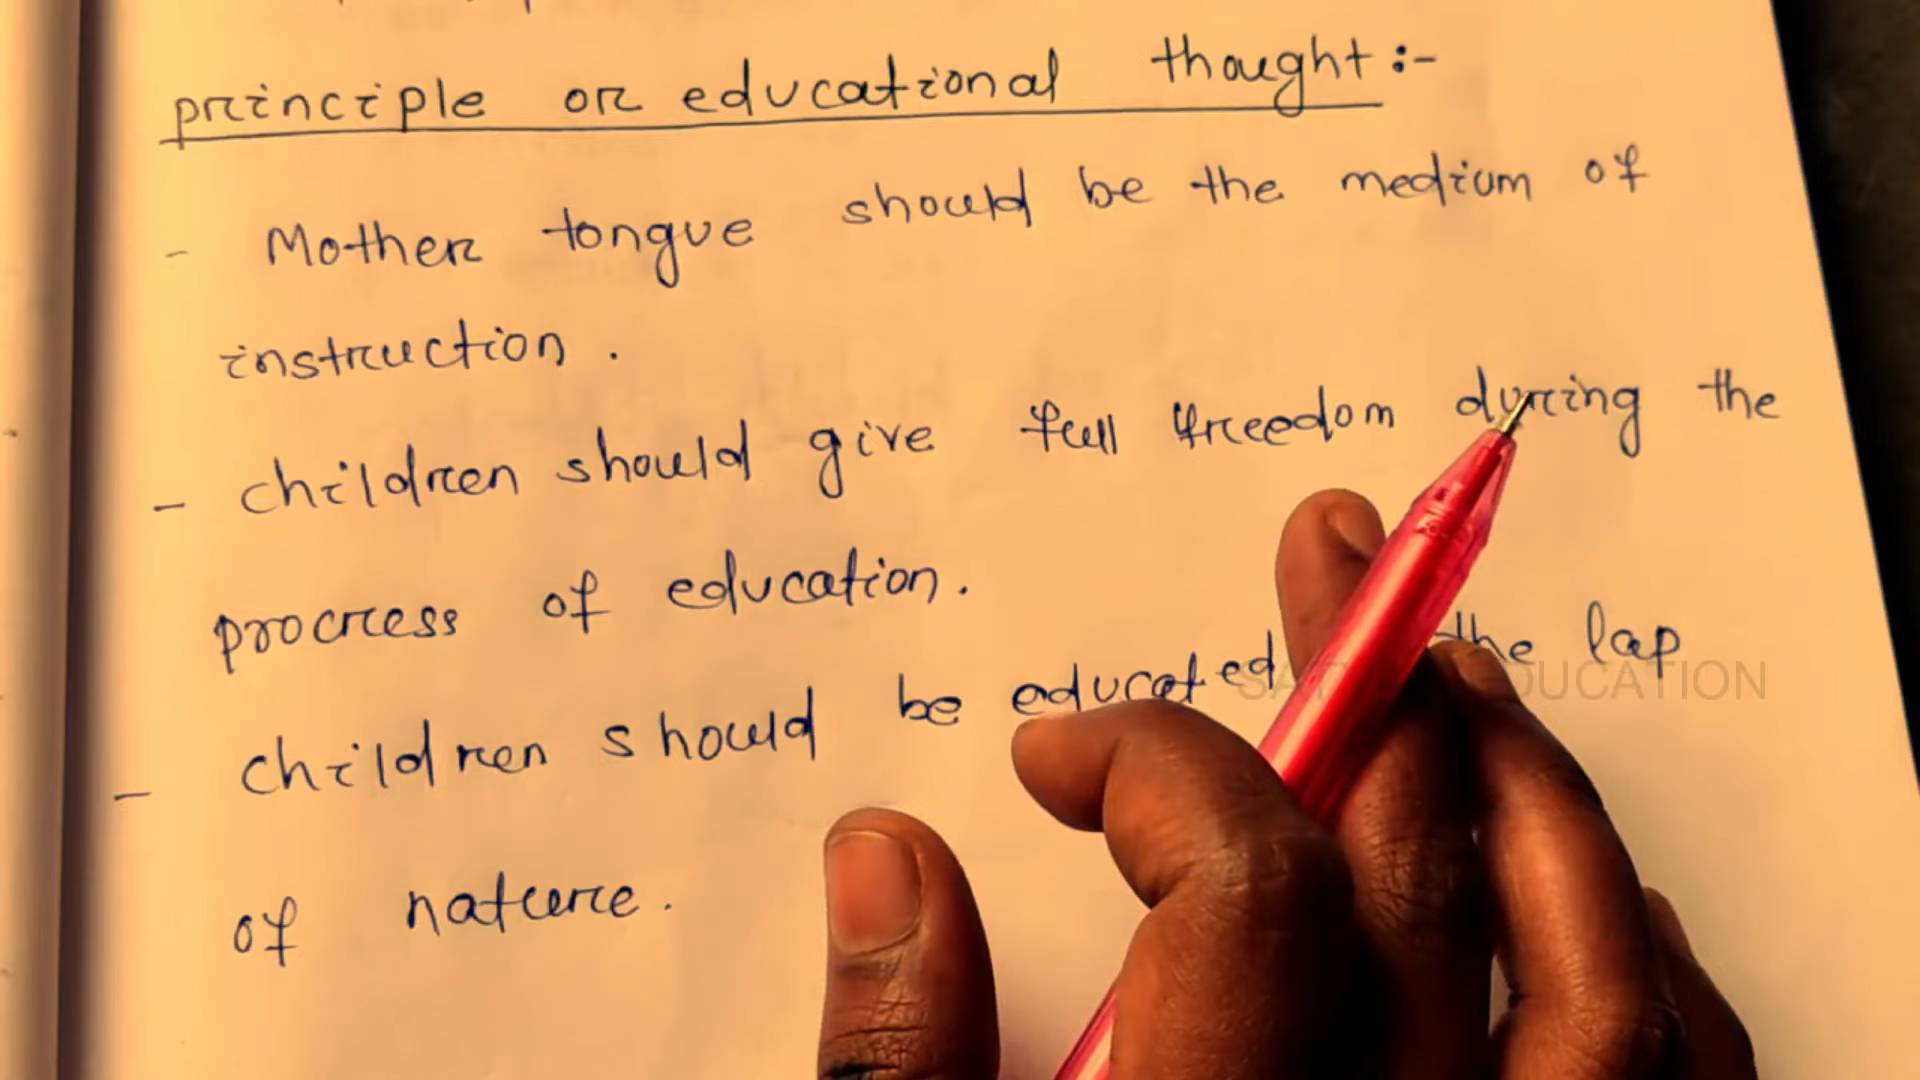 principle or educational thought:-
- Mother tongue should be the medium of
instruction.
- children should give full freedom during the
process of education.
- children should be educated the lap
of nature.
EDUCATION